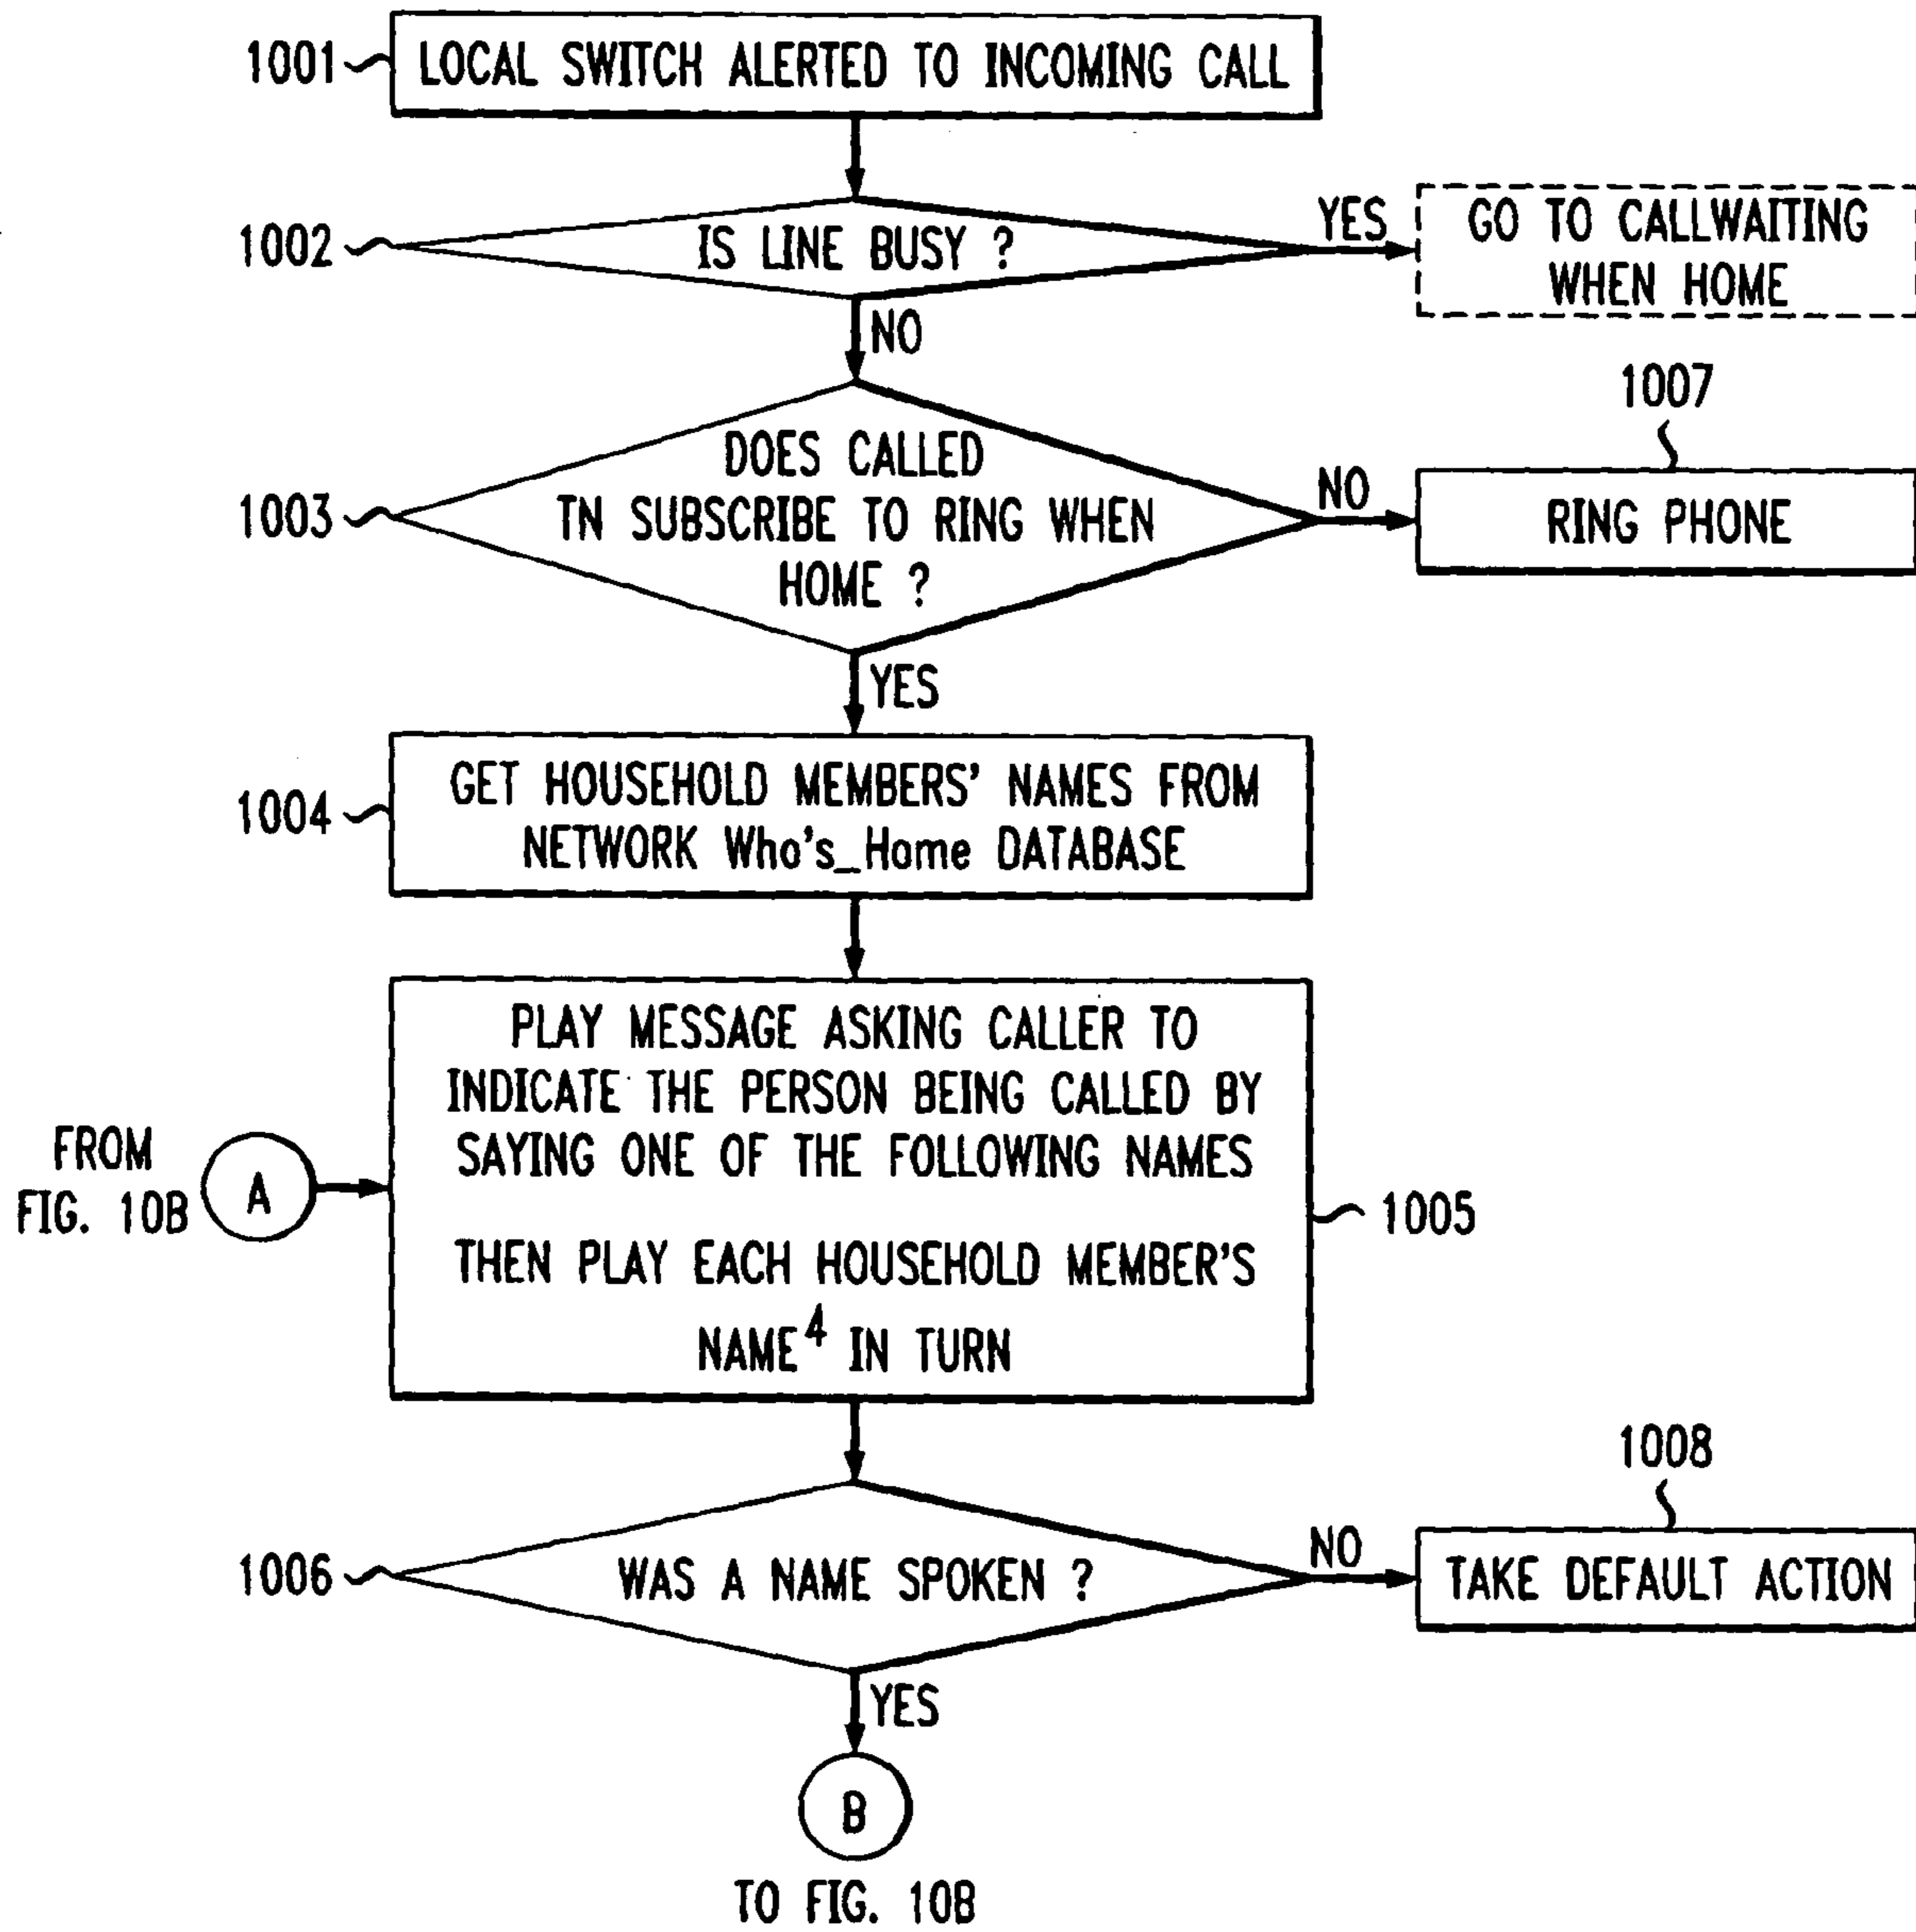 1001 LOCAL SWITCH ALERTED TO INCOMING CALL
1002 IS LINE BUSY ?
YES
GO TO CALLWAITING
WHEN HOME
NO
1007
DOES CALLED
1003 TN SUBSCRIBE TO RING WHEN
HOME ?
NO
RING PHONE
YES
1004
GET HOUSEHOLD MEMBERS' NAMES FROM
NETWORK Who's_Home DATABASE
PLAY MESSAGE ASKING CALLER TO
INDICATE THE PERSON BEING CALLED BY
SAYING ONE OF THE FOLLOWING NAMES
THEN PLAY EACH HOUSEHOLD MEMBER'S
NAME4 IN TURN
FROM
FIG. 10B
A
1005
1008
1006 WAS A NAME SPOKEN ?
NO
TAKE DEFAULT ACTION
YES
B
TO FIG. 10B